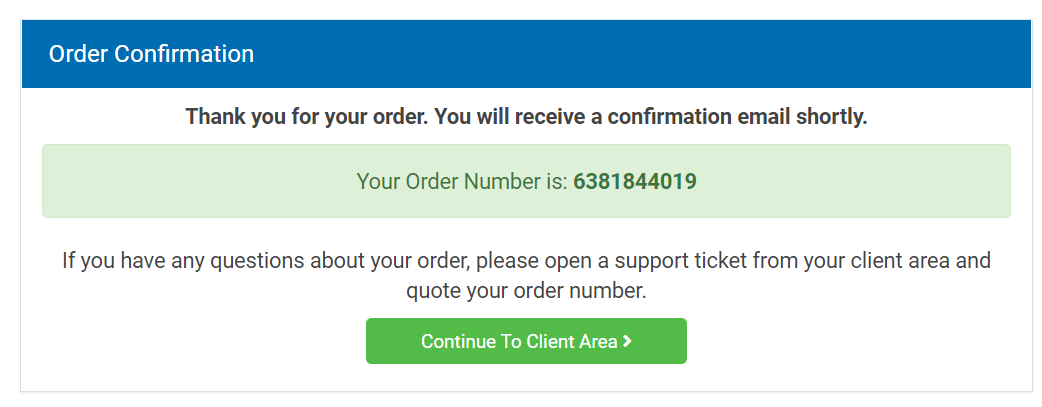 Order Confirmation
Thank you for your order. You will receive a confirmation email shortly.
Your Order Number is: 6381844019
If you have any questions about your order, please open a support ticket from your client area and
quote your order number.
Continue To Client Area